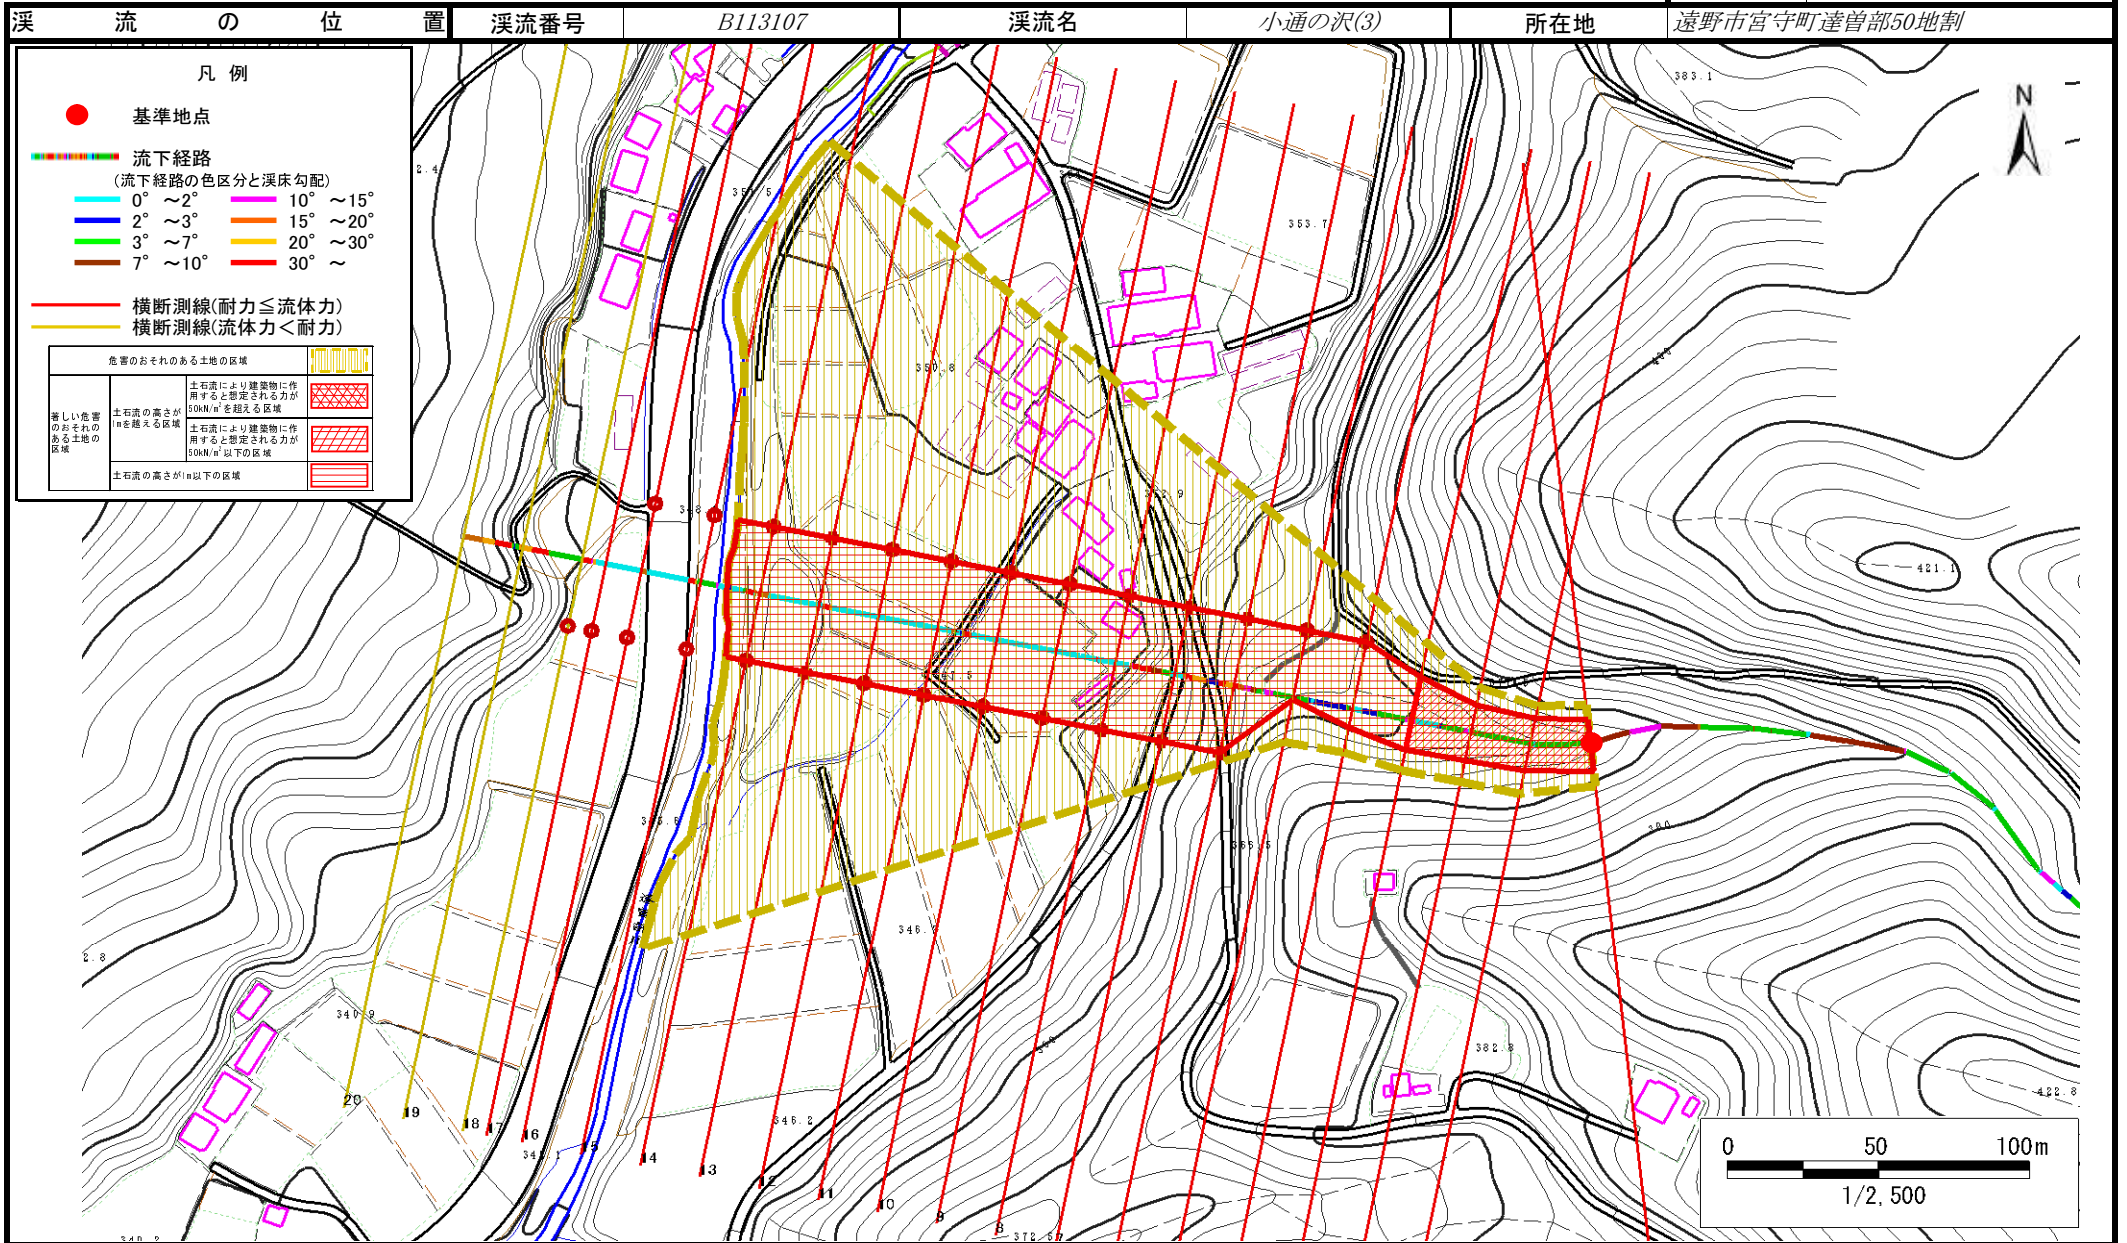 溪流の位置 溪流番号 B113107 溪流名 小通の沢(3) 所在地 遠野市宮守町達曽部50地割
凡 例
基準地点
流下経路
(流下経路の色区分と渓床勾配)
0° ～2° 10° ～15°
2° ～3° 15° ～20°
3° ～7° 20° ～30°
7° ～10° 30° ～
横断測線(耐力≦流体力)
横断測線(流体力＜耐力)
危害のおそれのある土地の区域
著しい危害のおそれのある土地の区域
土石流の高さが1mを越える区域
土石流により建築物に作用すると想定される力が50kN/㎡を超える区域
土石流により建築物に作用すると想定される力が50kN/㎡以下の区域
土石流の高さが1m以下の区域
N
383.1
353.7
350.8
421.1
347.5
366.5
340.9
382.8
422.8
346.2
20
19
18
17
16
15
14
13
12
11
10
9
8
0 50 100m
1/2,500